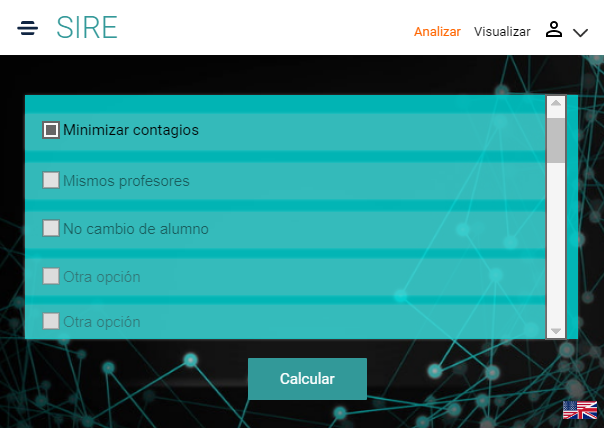 SIRE
Analizar Visualizar
Minimizar contagios
Mismos profesores
No cambio de alumno
Otra opción
Otra opción
Calcular